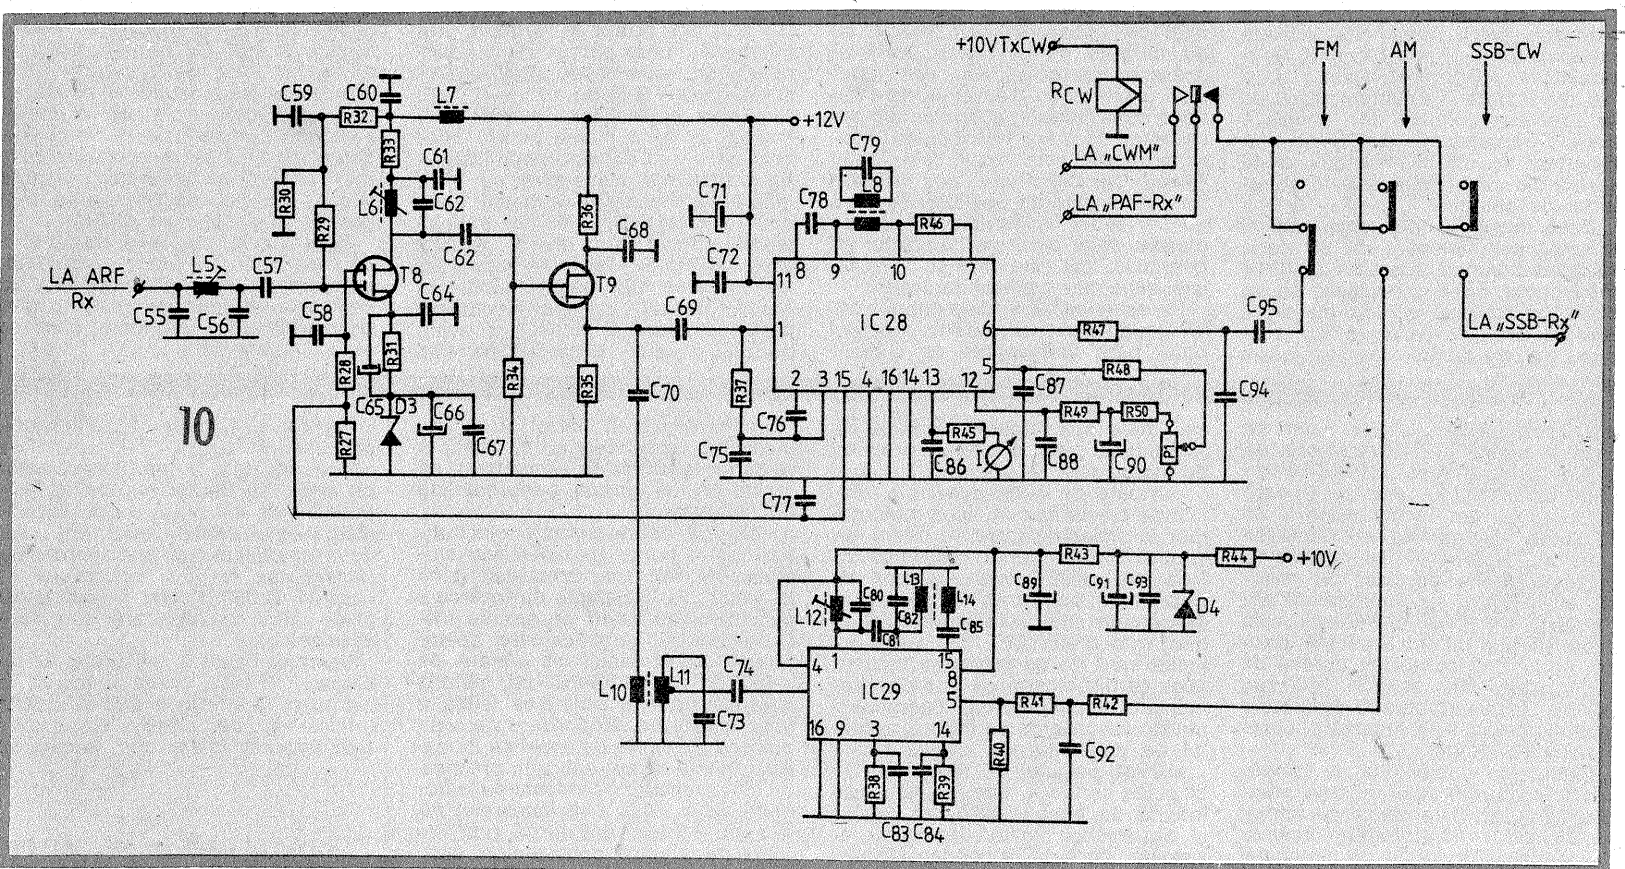 +10VTxCW
FM
AM
SSB-CW
C59
C60
L7
R32
+12V
RCW
R33
C61
C79
LA „CWM”
R30
L6
C62
R36
C71
C78
L8
LA „PAF-Rx”
R29
R46
C68
C62
C72
8
9
10
7
LA ARF
Rx
L5
C57
T8
T9
11
C55
C56
C58
C64
C69
1
IC28
6
R47
C95
LA „SSB-Rx”
R28
R31
R34
R35
C70
R37
2
3
15
4
16
14
13
12
5
C87
R48
C94
10
C65
D3
C66
C67
C76
R49
R50
R27
C75
C86
R45
I
C88
C90
P1
C77
R43
R44
+10V
L12
C80
C82
L13
L14
C89
C91
C93
D4
C81
C85
4
1
15
8
L10
L11
C74
IC29
5
R41
R42
C73
16
9
3
14
R40
C92
R38
R39
C83
C84